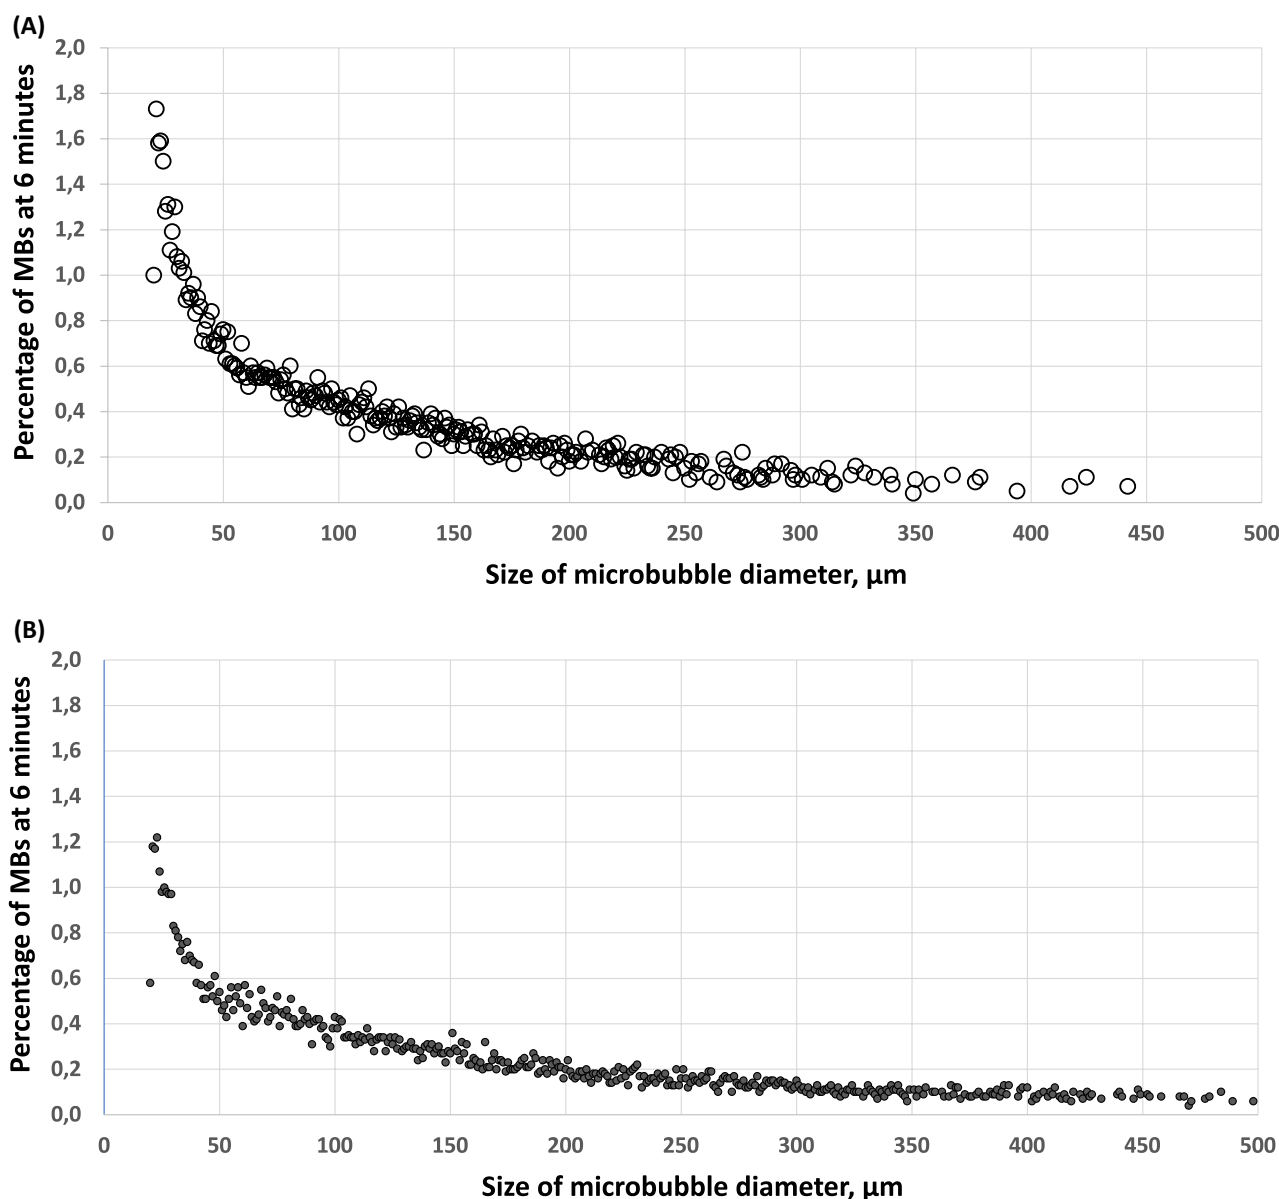 (A)
Percentage of MBs at 6 minutes
2,0
1,8
1,6
1,4
1,2
1,0
0,8
0,6
0,4
0,2
0,0
0 50 100 150 200 250 300 350 400 450 500
Size of microbubble diameter, μm
(B)
Percentage of MBs at 6 minutes
2,0
1,8
1,6
1,4
1,2
1,0
0,8
0,6
0,4
0,2
0,0
0 50 100 150 200 250 300 350 400 450 500
Size of microbubble diameter, μm